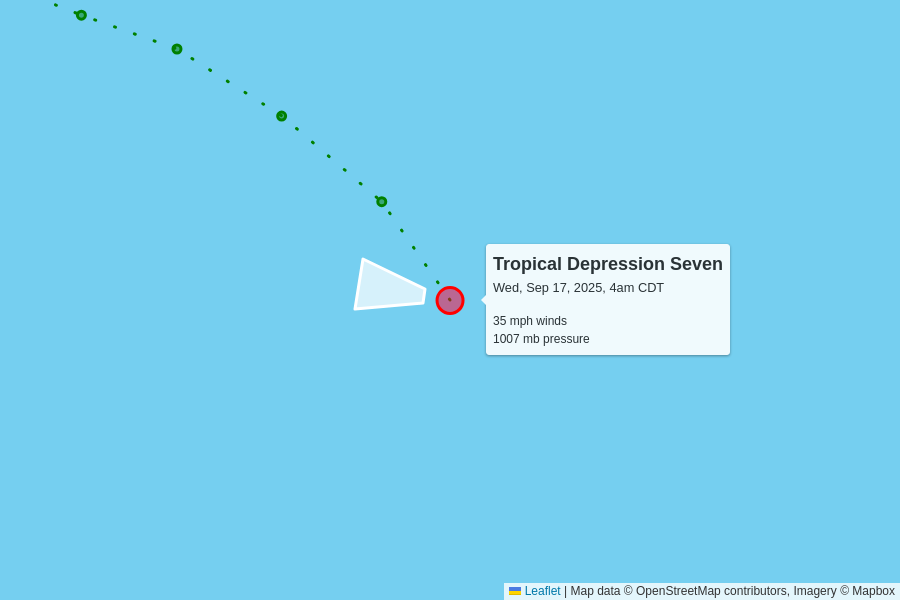 Tropical Depression Seven
Wed, Sep 17, 2025, 4am CDT
35 mph winds
1007 mb pressure
Leaflet | Map data © OpenStreetMap contributors, Imagery © Mapbox